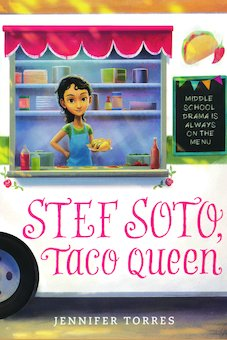 MIDDLE
SCHOOL
DRAMA IS
ALWAYS
ON THE
MENU
STEF SOTO,
TACO QUEEN
JENNIFER TORRES